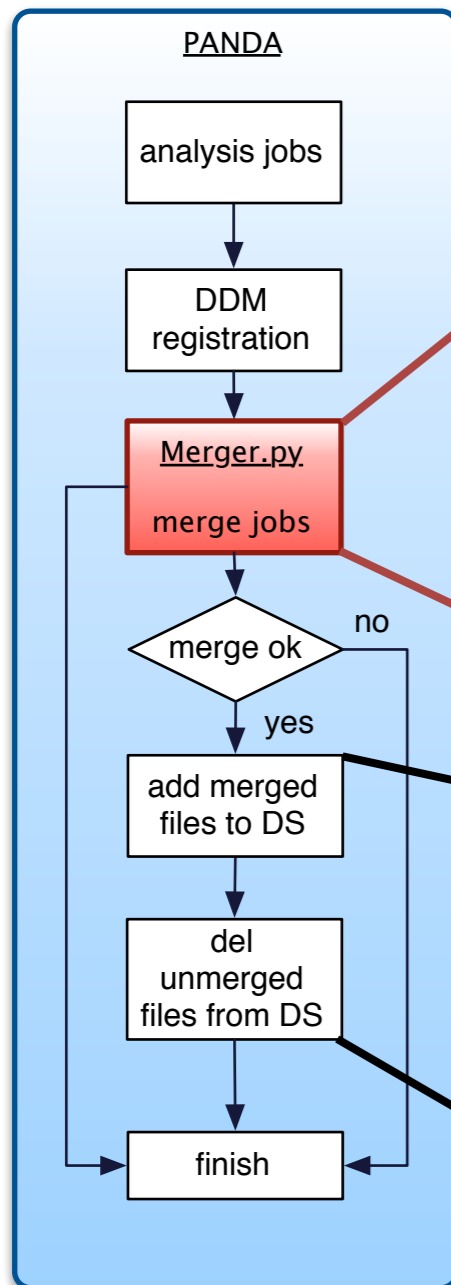 PANDA
analysis jobs
DDM
registration
Merger.py
merge jobs
merge ok
no
yes
add merged
files to DS
del
unmerged
files from DS
finish